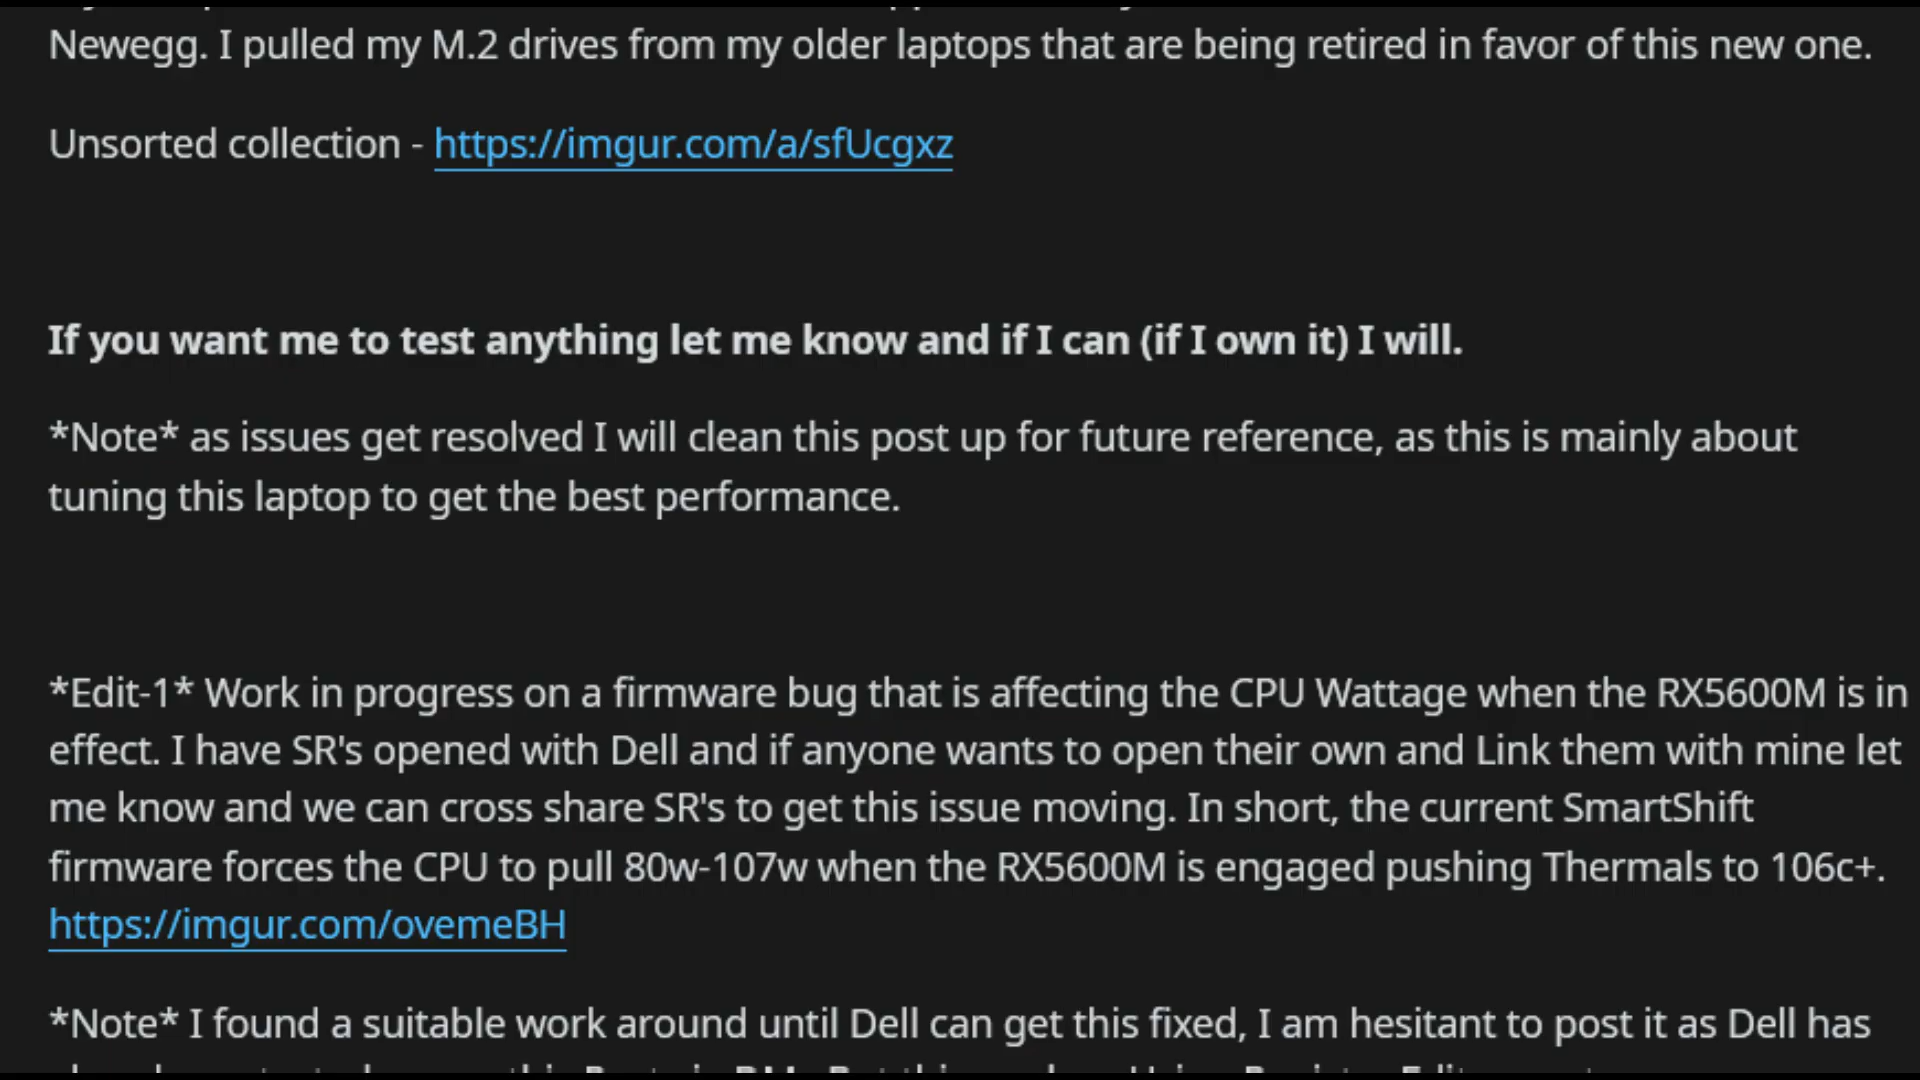 Newegg. I pulled my M.2 drives from my older laptops that are being retired in favor of this new one.
Unsorted collection - https://imgur.com/a/sfUcgxz
If you want me to test anything let me know and if I can (if I own it) I will.
*Note* as issues get resolved I will clean this post up for future reference, as this is mainly about
tuning this laptop to get the best performance.
*Edit-1* Work in progress on a firmware bug that is affecting the CPU Wattage when the RX5600M is in
effect. I have SR's opened with Dell and if anyone wants to open their own and Link them with mine let
me know and we can cross share SR's to get this issue moving. In short, the current SmartShift
firmware forces the CPU to pull 80w-107w when the RX5600M is engaged pushing Thermals to 106c+.
https://imgur.com/ovemeBH
*Note* I found a suitable work around until Dell can get this fixed, I am hesitant to post it as Dell has